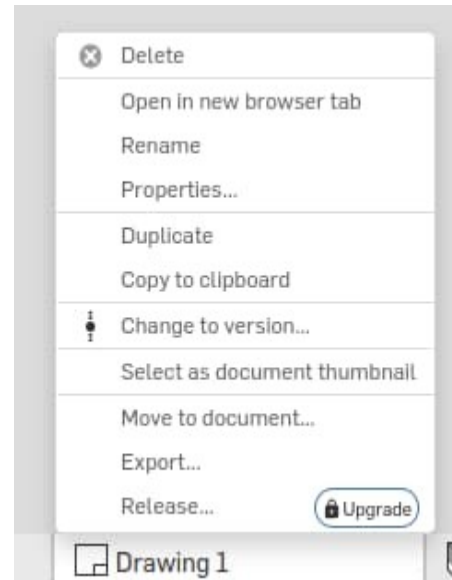 Delete
Open in new browser tab
Rename
Properties...
Duplicate
Copy to clipboard
Change to version...
Select as document thumbnail
Move to document...
Export...
Release... Upgrade
Drawing 1